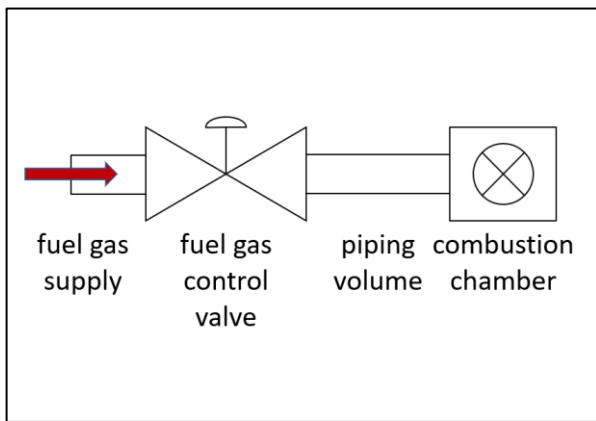 fuel gas
supply
fuel gas
control
valve
piping
volume
combustion
chamber